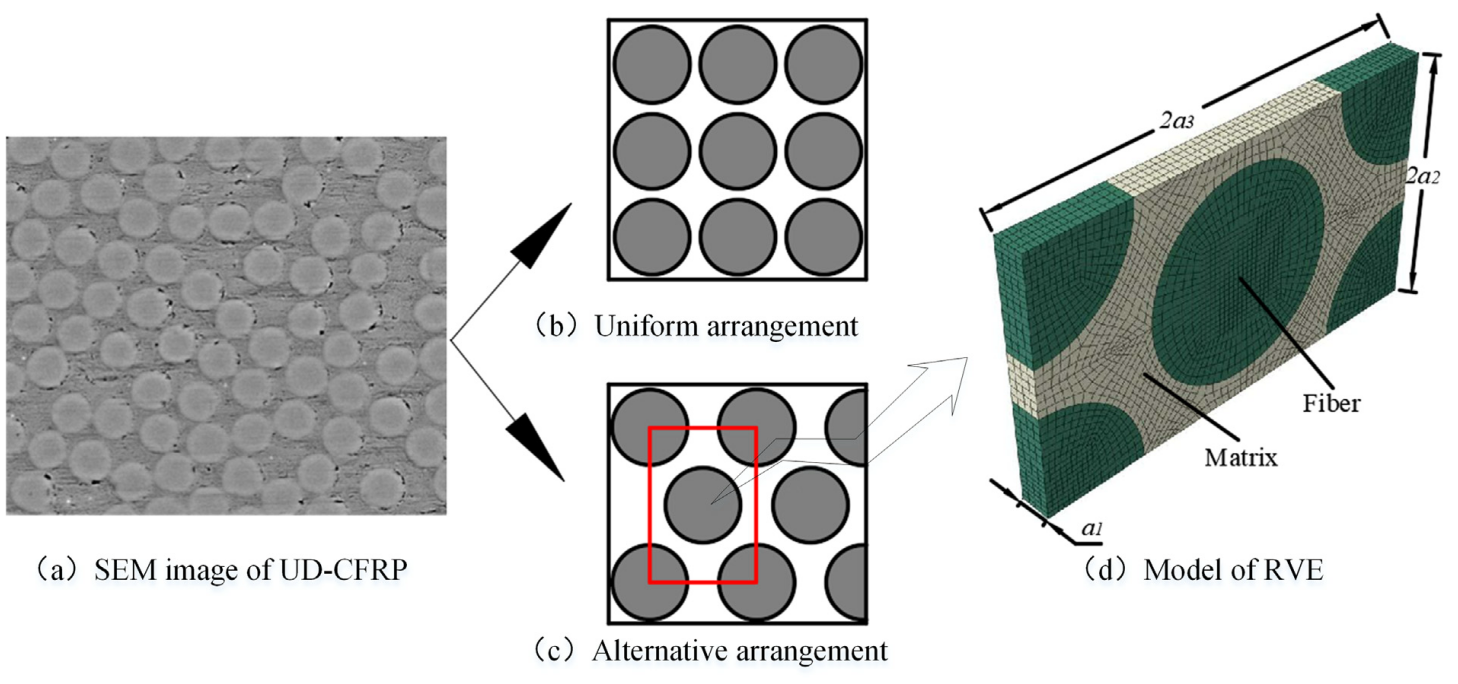 2a3
2a2
(b) Uniform arrangement
Fiber
Matrix
a1
(a) SEM image of UD-CFRP
(d) Model of RVE
(c) Alternative arrangement